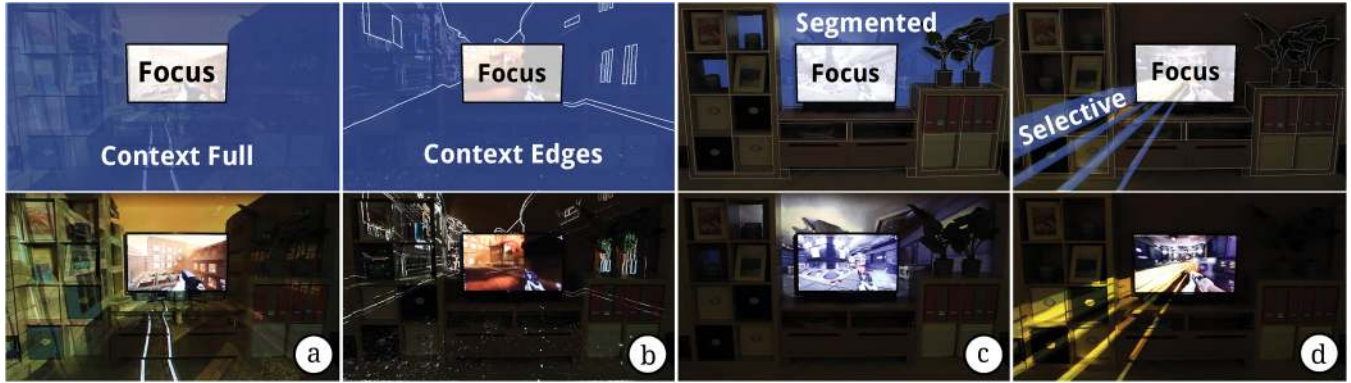 Focus
Context Full
Focus
Context Edges
Segmented
Focus
Focus
Selective
a
b
c
d